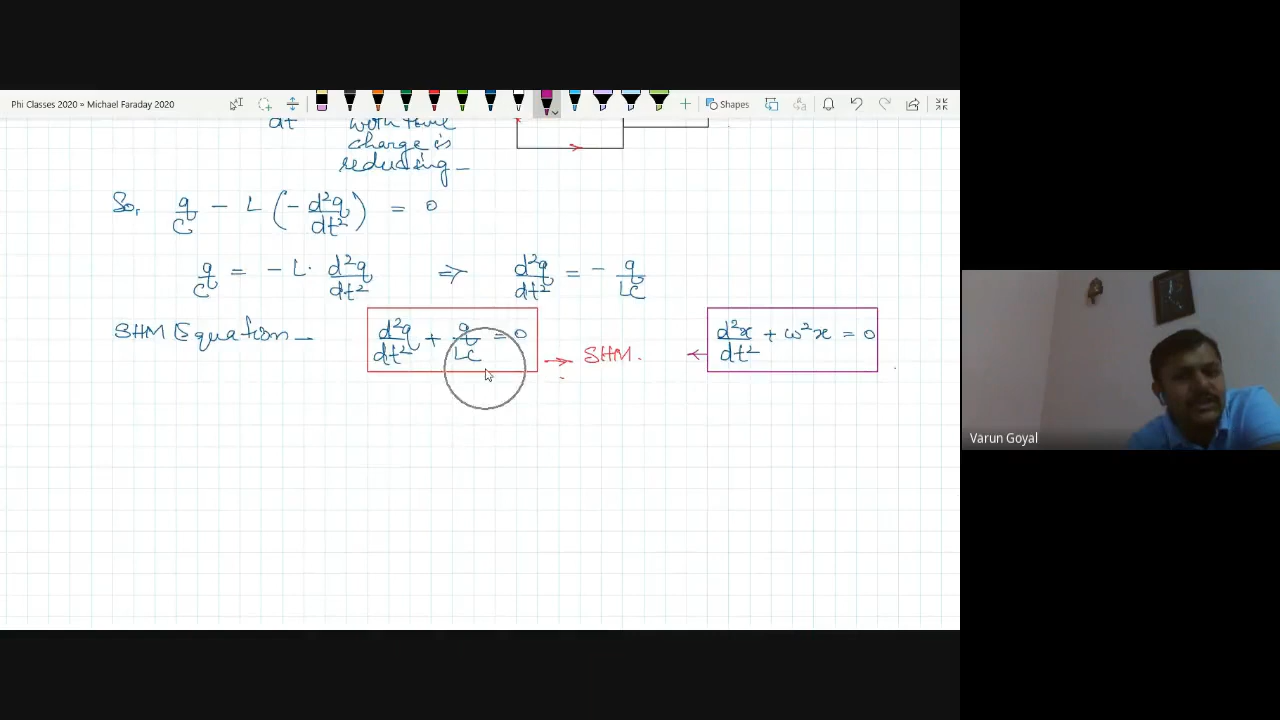 Phi Classes 2020 » Michael Faraday 2020
Shapes
dt with time
charge is
reducing –
So, q/C - L (- d²q/dt²) = 0
q/C = - L· d²q/dt² ⇒ d²q/dt² = - q/LC
SHM Equation – d²q/dt² + q/LC = 0 → SHM. ← d²x/dt² + ω²x = 0
Varun Goyal